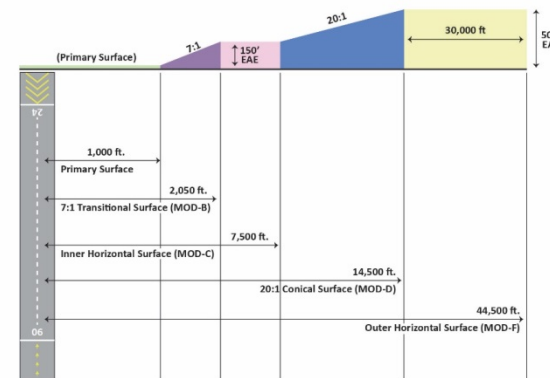 20:1
7:1
(Primary Surface)
150'
EAE
30,000 ft
24
1,000 ft.
Primary Surface
2,050 ft.
7:1 Transitional Surface (MOD-B)
7,500 ft.
Inner Horizontal Surface (MOD-C)
14,500 ft.
20:1 Conical Surface (MOD-D)
44,500 ft.
Outer Horizontal Surface (MOD-F)
06